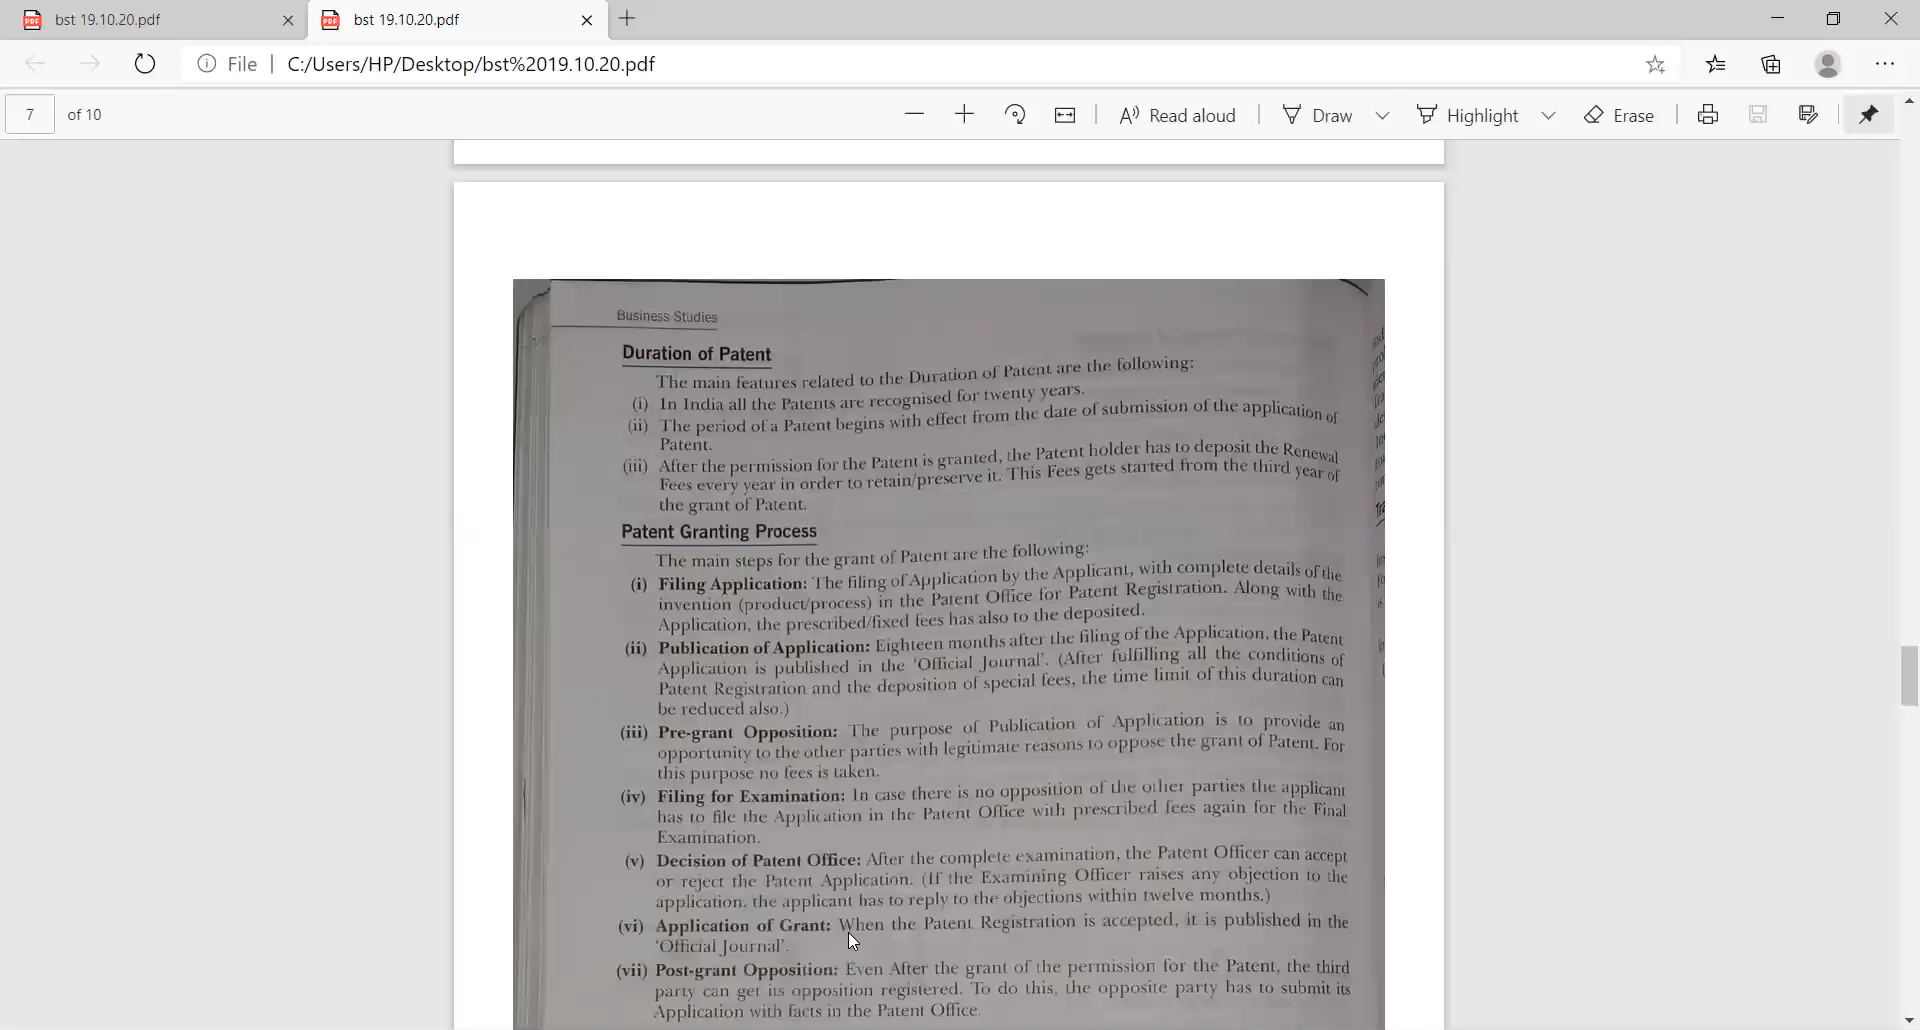 bst 19.10.20.pdf
bst 19.10.20.pdf
File
C:/Users/HP/Desktop/bst%2019.10.20.pdf
7 of 10
Read aloud
Draw
Highlight
Erase
Business Studies
Duration of Patent
The main features related to the Duration of Patent are the following:
(i) In India all the Patents are recognised for twenty years.
(ii) The period of a Patent begins with effect from the date of submission of the application of
Patent.
(iii) After the permission for the Patent is granted, the Patent holder has to deposit the Renewal
Fees every year in order to retain/preserve it. This Fees gets started from the third year of
the grant of Patent.
Patent Granting Process
The main steps for the grant of Patent are the following:
(i) Filing Application: The filing of Application by the Applicant, with complete details of the
invention (product/process) in the Patent Office for Patent Registration. Along with the
Application, the prescribed/fixed fees has also to the deposited.
(ii) Publication of Application: Eighteen months after the filing of the Application, the Patent
Application is published in the 'Official Journal'. (After fulfilling all the conditions of
Patent Registration and the deposition of special fees, the time limit of this duration can
be reduced also.)
(iii) Pre-grant Opposition: The purpose of Publication of Application is to provide an
opportunity to the other parties with legitimate reasons to oppose the grant of Patent. For
this purpose no fees is taken.
(iv) Filing for Examination: In case there is no opposition of the other parties the applicant
has to file the Application in the Patent Office with prescribed fees again for the Final
Examination.
(v) Decision of Patent Office: After the complete examination, the Patent Officer can accept
or reject the Patent Application. (If the Examining Officer raises any objection to the
application, the applicant has to reply to the objections within twelve months.)
(vi) Application of Grant: When the Patent Registration is accepted, it is published in the
'Official Journal'.
(vii) Post-grant Opposition: Even After the grant of the permission for the Patent, the third
party can get its opposition registered. To do this, the opposite party has to submit its
Application with facts in the Patent Office.